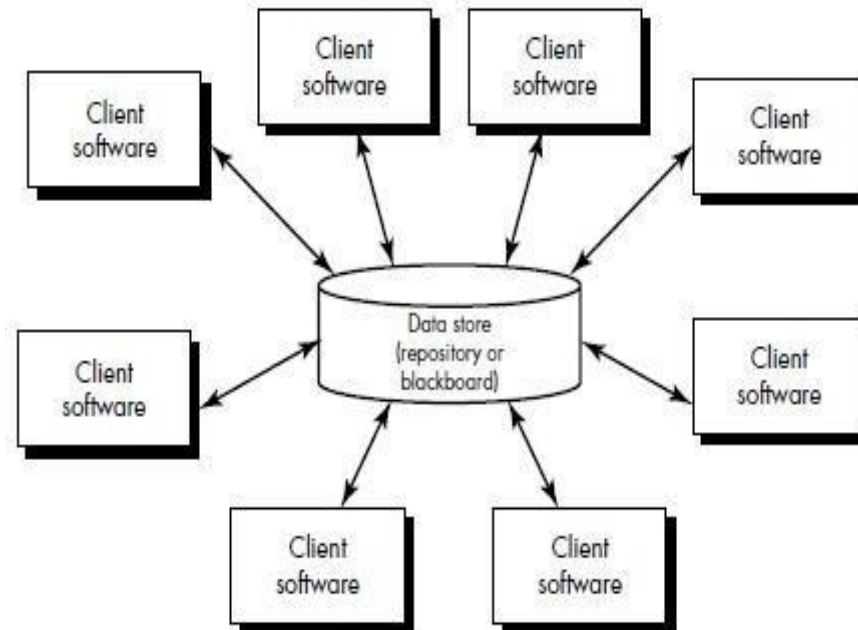 Client
software
Client
software
Client
software
Client
software
Data store
(repository or
blackboard)
Client
software
Client
software
Client
software
Client
software